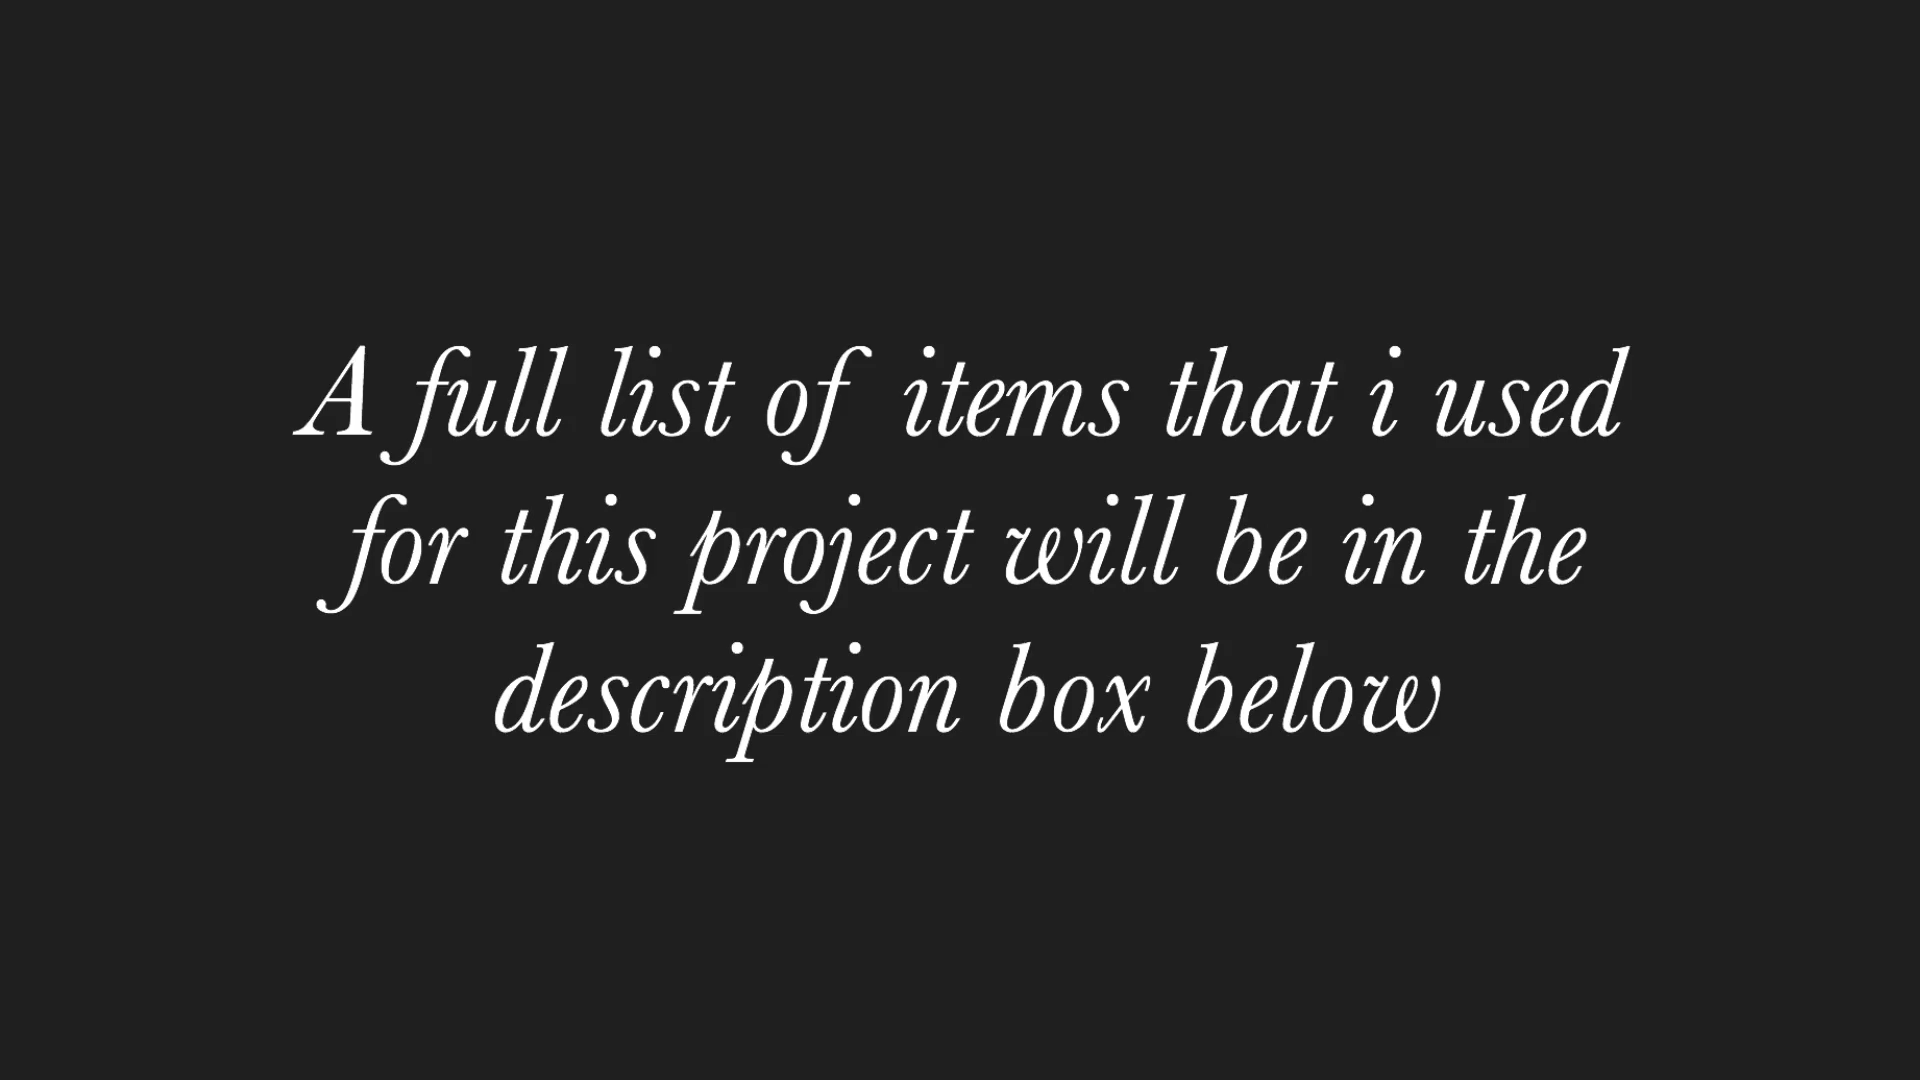 A full list of items that i used
for this project will be in the
description box below